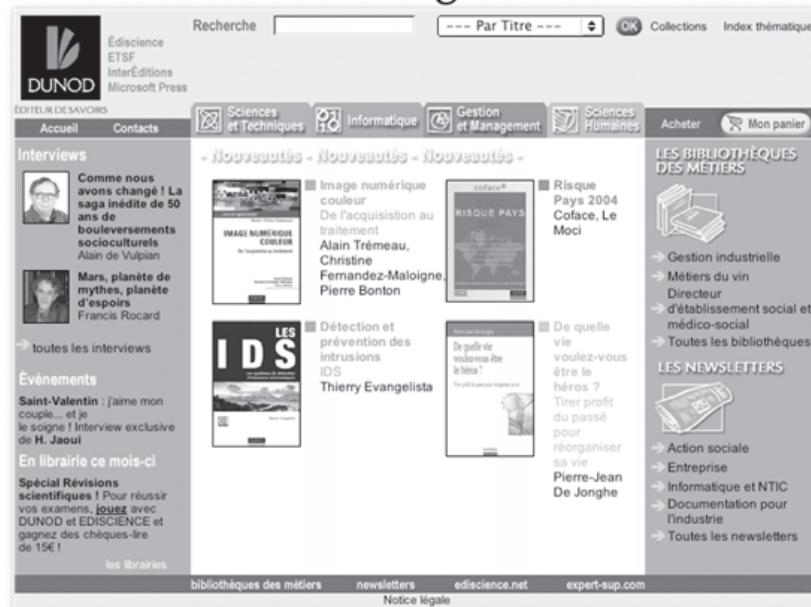 Recherche
--- Par Titre ---
OK
Collections
Index thématique
DUNOD
ÉDITEUR DE SAVOIRS
Édiscience
ETSF
InterÉditions
Microsoft Press
Accueil
Contacts
Sciences
et Techniques
Informatique
Gestion
et Management
Sciences
Humaines
Acheter
Mon panier
Interviews
Comme nous
avons changé ! La
saga inédite de 50
ans de
bouleversements
socioculturels
Alain de Vulpian
Mars, planète de
mythes, planète
d'espoirs
Francis Rocard
toutes les interviews
Événements
Saint-Valentin : j'aime mon
couple... et je
le soigne ! Interview exclusive
de H. Jaoui
En librairie ce mois-ci
Spécial Révisions
scientifiques ! Pour réussir
vos examens, jouez avec
DUNOD et EDISCIENCE et
gagnez des chèques-lire
de 15€ !
les librairies
- Nouveautés - Nouveautés - Nouveautés -
IMAGE NUMÉRIQUE
COULEUR
De l'acquisition au traitement
DUNOD
Image numérique
couleur
De l'acquisistion au
traitement
Alain Trémeau,
Christine
Fernandez-Maloigne,
Pierre Bonton
coface
RISQUE PAYS
Risque
Pays 2004
Coface, Le
Moci
LES
IDS
DUNOD
Détection et
prévention des
intrusions
IDS
Thierry Evangelista
De quelle vie
voulez-vous être
le héros ?
De quelle
vie
voulez-vous
être le
héros ?
Tirer profit
du passé
pour
réorganiser
sa vie
Pierre-Jean
De Jonghe
LES BIBLIOTHÈQUES
DES MÉTIERS
Gestion industrielle
Métiers du vin
Directeur
d'établissement social et
médico-social
Toutes les bibliothèques
LES NEWSLETTERS
Action sociale
Entreprise
Informatique et NTIC
Documentation pour
l'industrie
Toutes les newsletters
bibliothèques des métiers
newsletters
ediscience.net
expert-sup.com
Notice légale